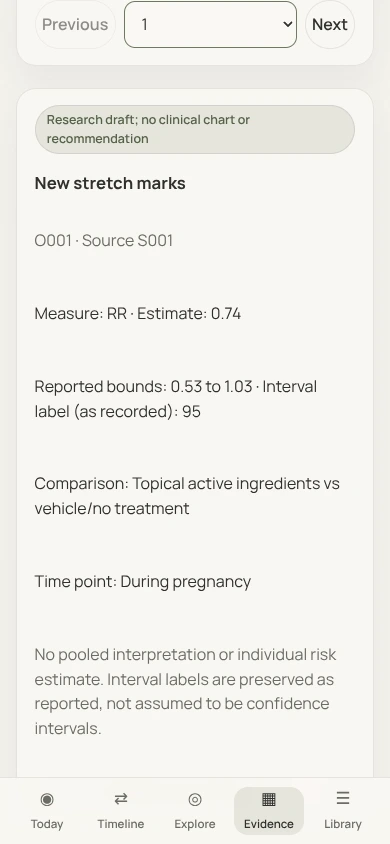 Previous
1
Next
Research draft; no clinical chart or
recommendation
New stretch marks
O001 · Source S001
Measure: RR · Estimate: 0.74
Reported bounds: 0.53 to 1.03 · Interval
label (as recorded): 95
Comparison: Topical active ingredients vs
vehicle/no treatment
Time point: During pregnancy
No pooled interpretation or individual risk
estimate. Interval labels are preserved as
reported, not assumed to be confidence
intervals.
Today
Timeline
Explore
Evidence
Library